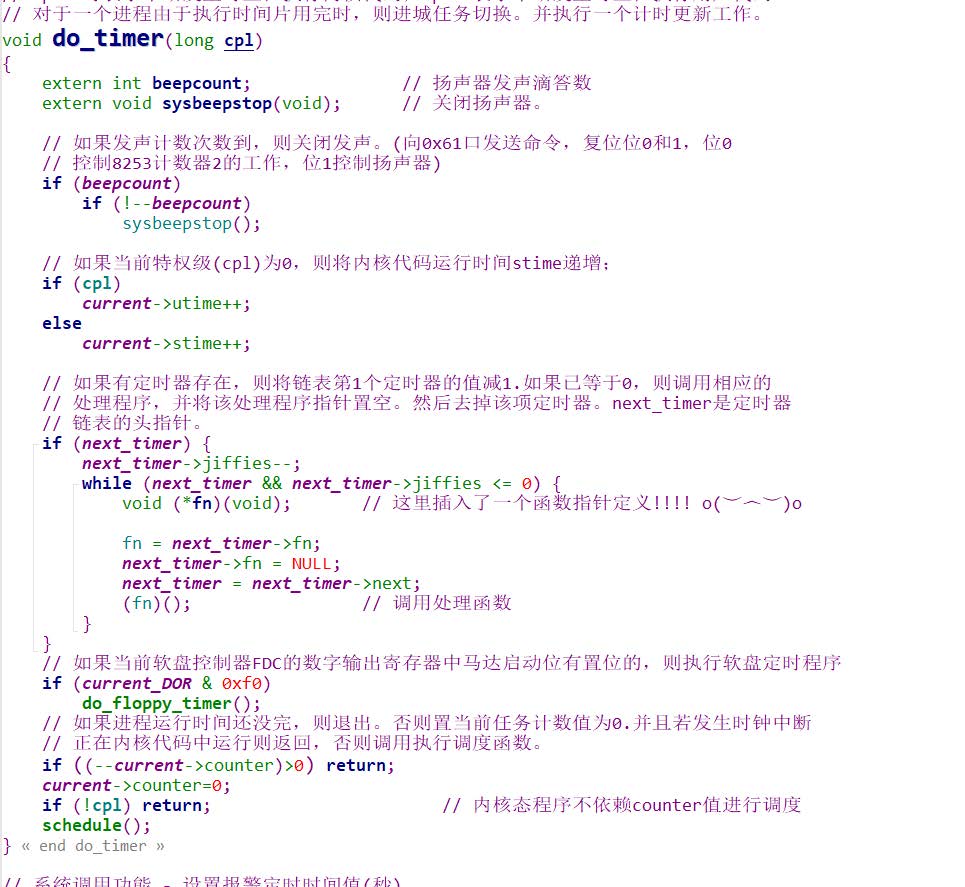 // 对于一个进程由于执行时间片用完时，则进城任务切换。并执行一个计时更新工作。
void do_timer(long cpl)
{
    extern int beepcount;               // 扬声器发声滴答数
    extern void sysbeepstop(void);      // 关闭扬声器。

    // 如果发声计数次数到，则关闭发声。(向0x61口发送命令，复位位0和1，位0
    // 控制8253计数器2的工作，位1控制扬声器)
    if (beepcount)
        if (!--beepcount)
            sysbeepstop();

    // 如果当前特权级(cpl)为0，则将内核代码运行时间stime递增；
    if (cpl)
        current->utime++;
    else
        current->stime++;

    // 如果有定时器存在，则将链表第1个定时器的值减1.如果已等于0，则调用相应的
    // 处理程序，并将该处理程序指针置空。然后去掉该项定时器。next_timer是定时器
    // 链表的头指针。
    if (next_timer) {
        next_timer->jiffies--;
        while (next_timer && next_timer->jiffies <= 0) {
            void (*fn)(void);       // 这里插入了一个函数指针定义!!!! o(︶︿︶)o

            fn = next_timer->fn;
            next_timer->fn = NULL;
            next_timer = next_timer->next;
            (fn)();                 // 调用处理函数
        }
    }
    // 如果当前软盘控制器FDC的数字输出寄存器中马达启动位有置位的，则执行软盘定时程序
    if (current_DOR & 0xf0)
        do_floppy_timer();
    // 如果进程运行时间还没完，则退出。否则置当前任务计数值为0.并且若发生时钟中断
    // 正在内核代码中运行则返回，否则调用执行调度函数。
    if ((--current->counter)>0) return;
    current->counter=0;
    if (!cpl) return;                       // 内核态程序不依赖counter值进行调度
    schedule();
} « end do_timer »

// 系统调用功能 - 设置报警定时时间值(秒)